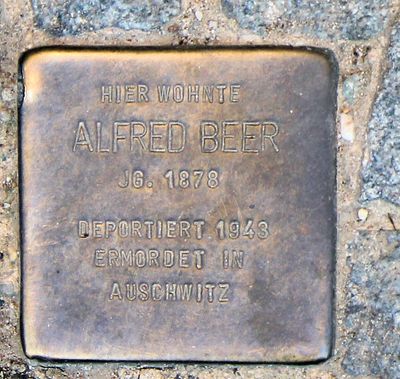 HIER WOHNTE
ALFRED BEER
JG. 1878
DEPORTIERT 1943
ERMORDET IN
AUSCHWITZ